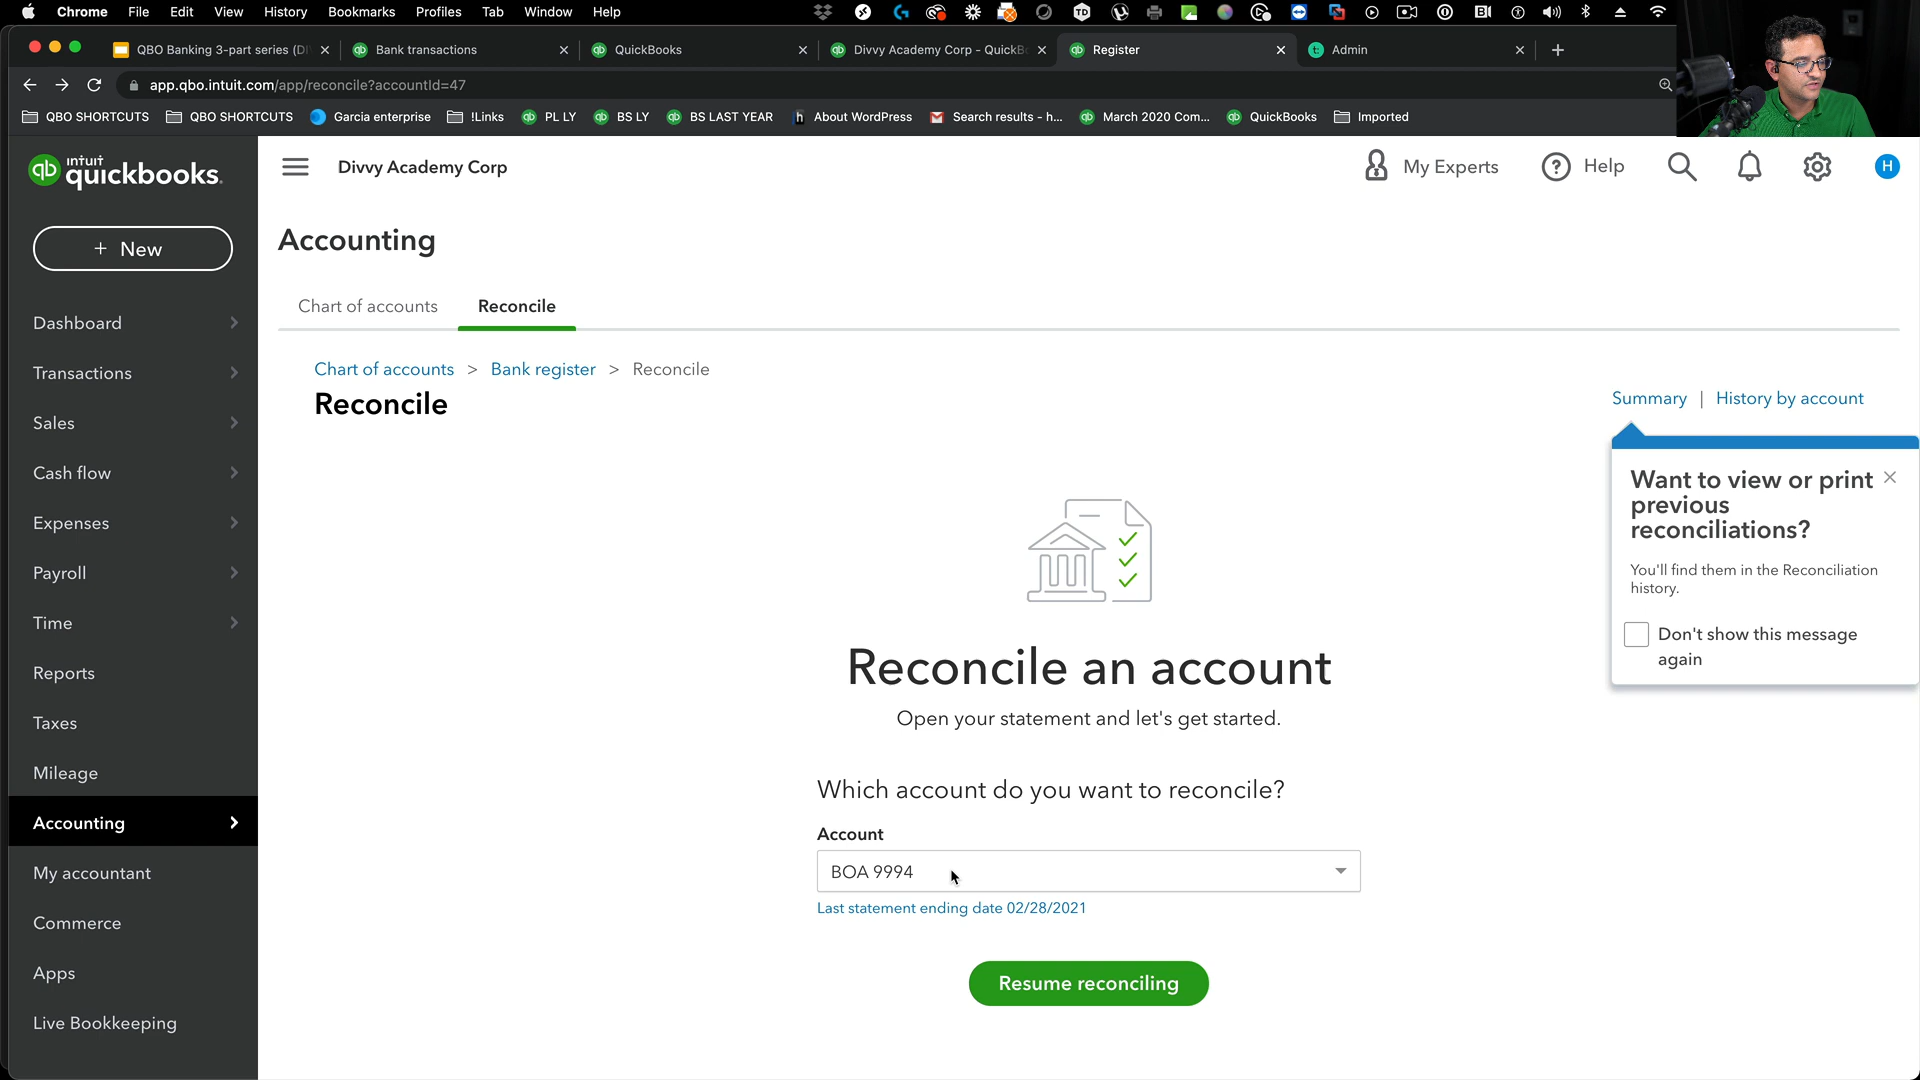 Chrome File Edit View History Bookmarks Profiles Tab Window Help
QBO Banking 3-part series (DI
Bank transactions
QuickBooks
Divvy Academy Corp - QuickB
Register
Admin
app.qbo.intuit.com/app/reconcile?accountId=47
QBO SHORTCUTS
QBO SHORTCUTS
Garcia enterprise
!Links
PL LY
BS LY
BS LAST YEAR
About WordPress
Search results - h...
March 2020 Com...
QuickBooks
Imported
intuit
quickbooks.
Divvy Academy Corp
My Experts
Help
H
+ New
Dashboard
Transactions
Sales
Cash flow
Expenses
Payroll
Time
Reports
Taxes
Mileage
Accounting
My accountant
Commerce
Apps
Live Bookkeeping
Accounting
Chart of accounts
Reconcile
Chart of accounts > Bank register > Reconcile
Reconcile
Summary | History by account
Want to view or print
previous
reconciliations?
You'll find them in the Reconciliation
history.
Don't show this message
again
Reconcile an account
Open your statement and let's get started.
Which account do you want to reconcile?
Account
BOA 9994
Last statement ending date 02/28/2021
Resume reconciling